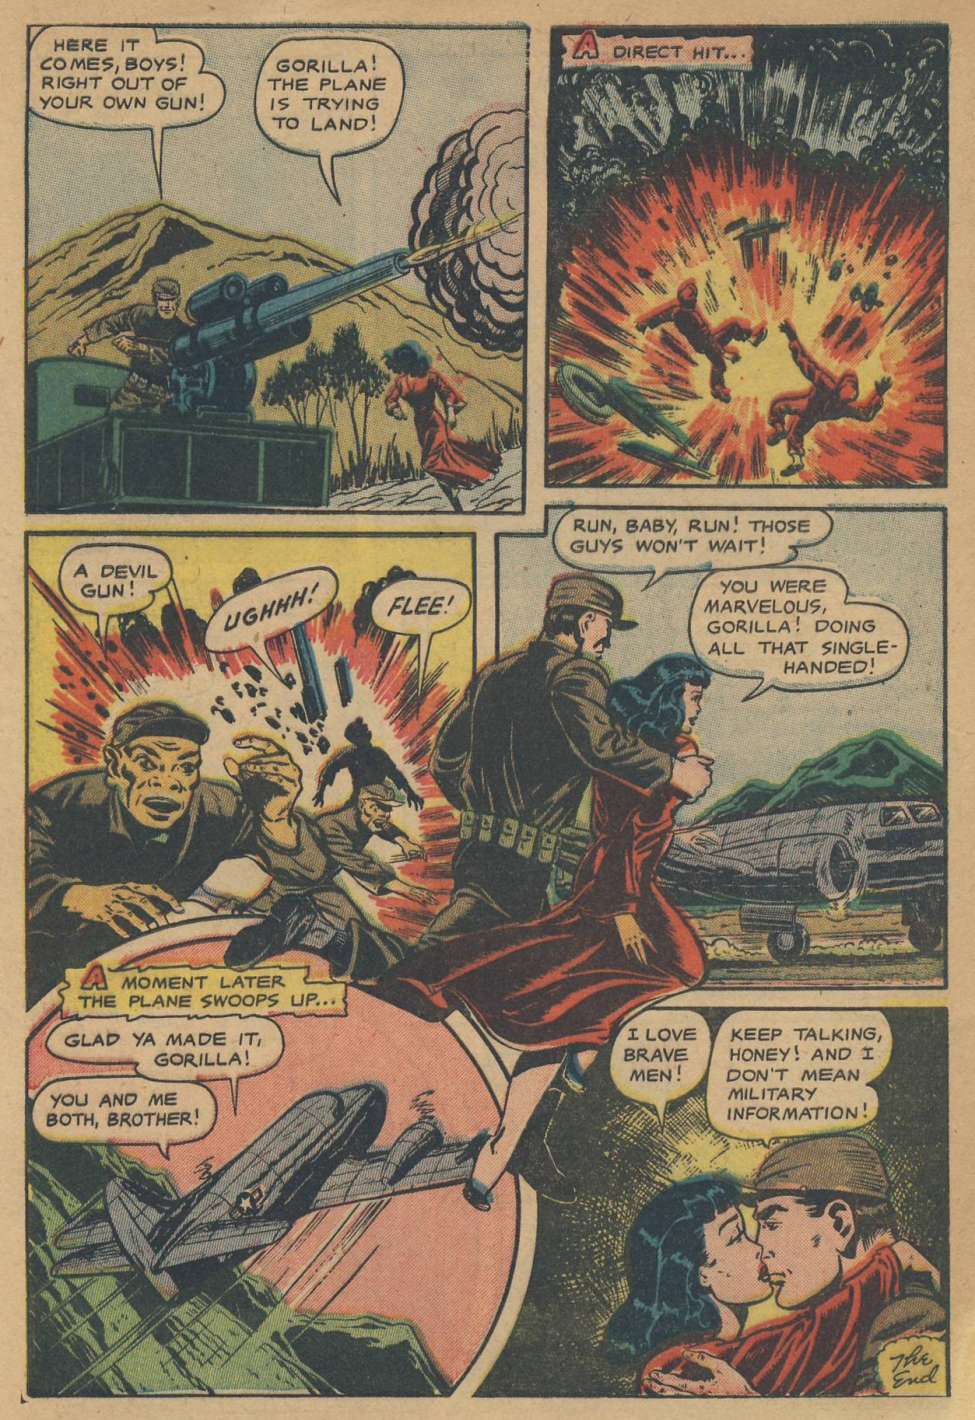 HERE IT
COMES, BOYS!
RIGHT OUT OF
YOUR OWN GUN!
GORILLA!
THE PLANE
IS TRYING
TO LAND!
A DIRECT HIT...
A DEVIL
GUN!
UGHHH!
FLEE!
RUN, BABY, RUN! THOSE
GUYS WON'T WAIT!
YOU WERE
MARVELOUS,
GORILLA! DOING
ALL THAT SINGLE-
HANDED!
A MOMENT LATER
THE PLANE SWOOPS UP...
GLAD YA MADE IT,
GORILLA!
YOU AND ME
BOTH, BROTHER!
I LOVE
BRAVE
MEN!
KEEP TALKING,
HONEY! AND I
DON'T MEAN
MILITARY
INFORMATION!
The
End